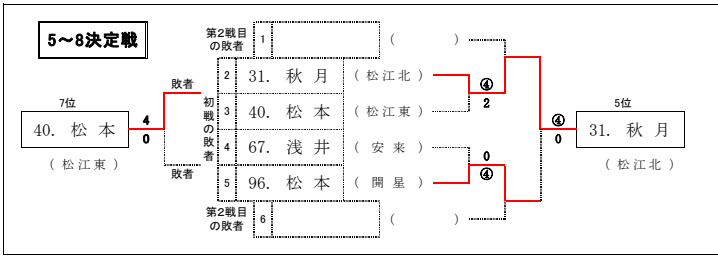 5～8決定戦
第2戦目
の敗者
1
(　　　)
2
31. 秋月
(松江北)
④
2
敗者
7位
40. 松本
(松江東)
4
0
敗者
初戦の敗者
3
40. 松本
(松江東)
4
67. 浅井
(安来)
0
④
5
96. 松本
(開星)
第2戦目
の敗者
6
(　　　)
④
0
5位
31. 秋月
(松江北)